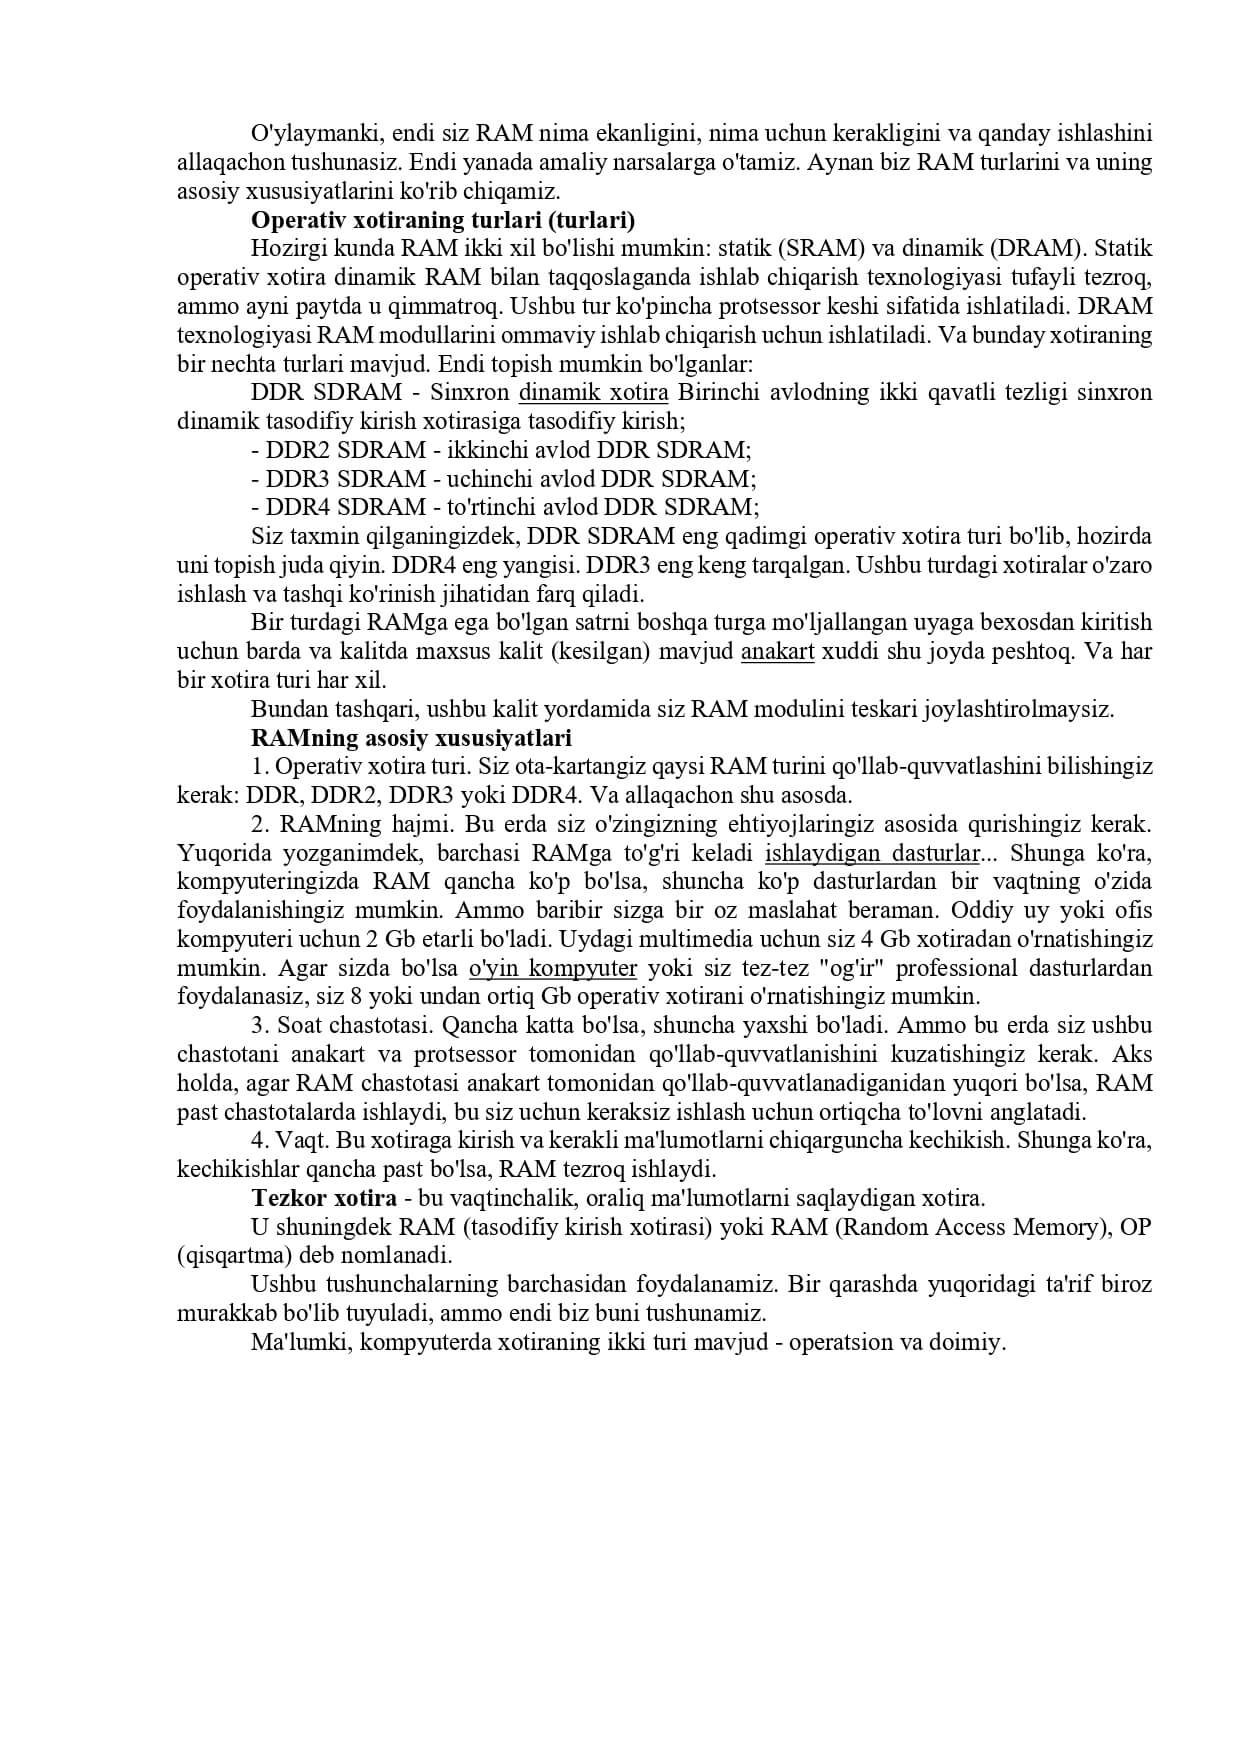 O'ylaymanki, endi siz RAM nima ekanligini, nima uchun kerakligini va qanday ishlashini
allaqachon tushunasiz. Endi yanada amaliy narsalarga o'tamiz. Aynan biz RAM turlarini va uning
asosiy xususiyatlarini ko'rib chiqamiz.
Operativ xotiraning turlari (turlari)
Hozirgi kunda RAM ikki xil bo'lishi mumkin: statik (SRAM) va dinamik (DRAM). Statik
operativ xotira dinamik RAM bilan taqqoslaganda ishlab chiqarish texnologiyasi tufayli tezroq,
ammo ayni paytda u qimmatroq. Ushbu tur ko'pincha protsessor keshi sifatida ishlatiladi. DRAM
texnologiyasi RAM modullarini ommaviy ishlab chiqarish uchun ishlatiladi. Va bunday xotiraning
bir nechta turlari mavjud. Endi topish mumkin bo'lganlar:
DDR SDRAM - Sinxron dinamik xotira Birinchi avlodning ikki qavatli tezligi sinxron
dinamik tasodifiy kirish xotirasiga tasodifiy kirish;
- DDR2 SDRAM - ikkinchi avlod DDR SDRAM;
- DDR3 SDRAM - uchinchi avlod DDR SDRAM;
- DDR4 SDRAM - to'rtinchi avlod DDR SDRAM;
Siz taxmin qilganingizdek, DDR SDRAM eng qadimgi operativ xotira turi bo'lib, hozirda
uni topish juda qiyin. DDR4 eng yangisi. DDR3 eng keng tarqalgan. Ushbu turdagi xotiralar o'zaro
ishlash va tashqi ko'rinish jihatidan farq qiladi.
Bir turdagi RAMga ega bo'lgan satrni boshqa turga mo'ljallangan uyaga bexosdan kiritish
uchun barda va kalitda maxsus kalit (kesilgan) mavjud anakart xuddi shu joyda peshtoq. Va har
bir xotira turi har xil.
Bundan tashqari, ushbu kalit yordamida siz RAM modulini teskari joylashtirolmaysiz.
RAMning asosiy xususiyatlari
1. Operativ xotira turi. Siz ota-kartangiz qaysi RAM turini qo'llab-quvvatlashini bilishingiz
kerak: DDR, DDR2, DDR3 yoki DDR4. Va allaqachon shu asosda.
2. RAMning hajmi. Bu erda siz o'zingizning ehtiyojlaringiz asosida qurishingiz kerak.
Yuqorida yozganimdek, barchasi RAMga to'g'ri keladi ishlaydigan dasturlar... Shunga ko'ra,
kompyuteringizda RAM qancha ko'p bo'lsa, shuncha ko'p dasturlardan bir vaqtning o'zida
foydalanishingiz mumkin. Ammo baribir sizga bir oz maslahat beraman. Oddiy uy yoki ofis
kompyuteri uchun 2 Gb etarli bo'ladi. Uydagi multimedia uchun siz 4 Gb xotiradan o'rnatishingiz
mumkin. Agar sizda bo'lsa o'yin kompyuter yoki siz tez-tez "og'ir" professional dasturlardan
foydalanasiz, siz 8 yoki undan ortiq Gb operativ xotirani o'rnatishingiz mumkin.
3. Soat chastotasi. Qancha katta bo'lsa, shuncha yaxshi bo'ladi. Ammo bu erda siz ushbu
chastotani anakart va protsessor tomonidan qo'llab-quvvatlanishini kuzatishingiz kerak. Aks
holda, agar RAM chastotasi anakart tomonidan qo'llab-quvvatlanadiganidan yuqori bo'lsa, RAM
past chastotalarda ishlaydi, bu siz uchun keraksiz ishlash uchun ortiqcha to'lovni anglatadi.
4. Vaqt. Bu xotiraga kirish va kerakli ma'lumotlarni chiqarguncha kechikish. Shunga ko'ra,
kechikishlar qancha past bo'lsa, RAM tezroq ishlaydi.
Tezkor xotira - bu vaqtinchalik, oraliq ma'lumotlarni saqlaydigan xotira.
U shuningdek RAM (tasodifiy kirish xotirasi) yoki RAM (Random Access Memory), OP
(qisqartma) deb nomlanadi.
Ushbu tushunchalarning barchasidan foydalanamiz. Bir qarashda yuqoridagi ta'rif biroz
murakkab bo'lib tuyuladi, ammo endi biz buni tushunamiz.
Ma'lumki, kompyuterda xotiraning ikki turi mavjud - operatsion va doimiy.